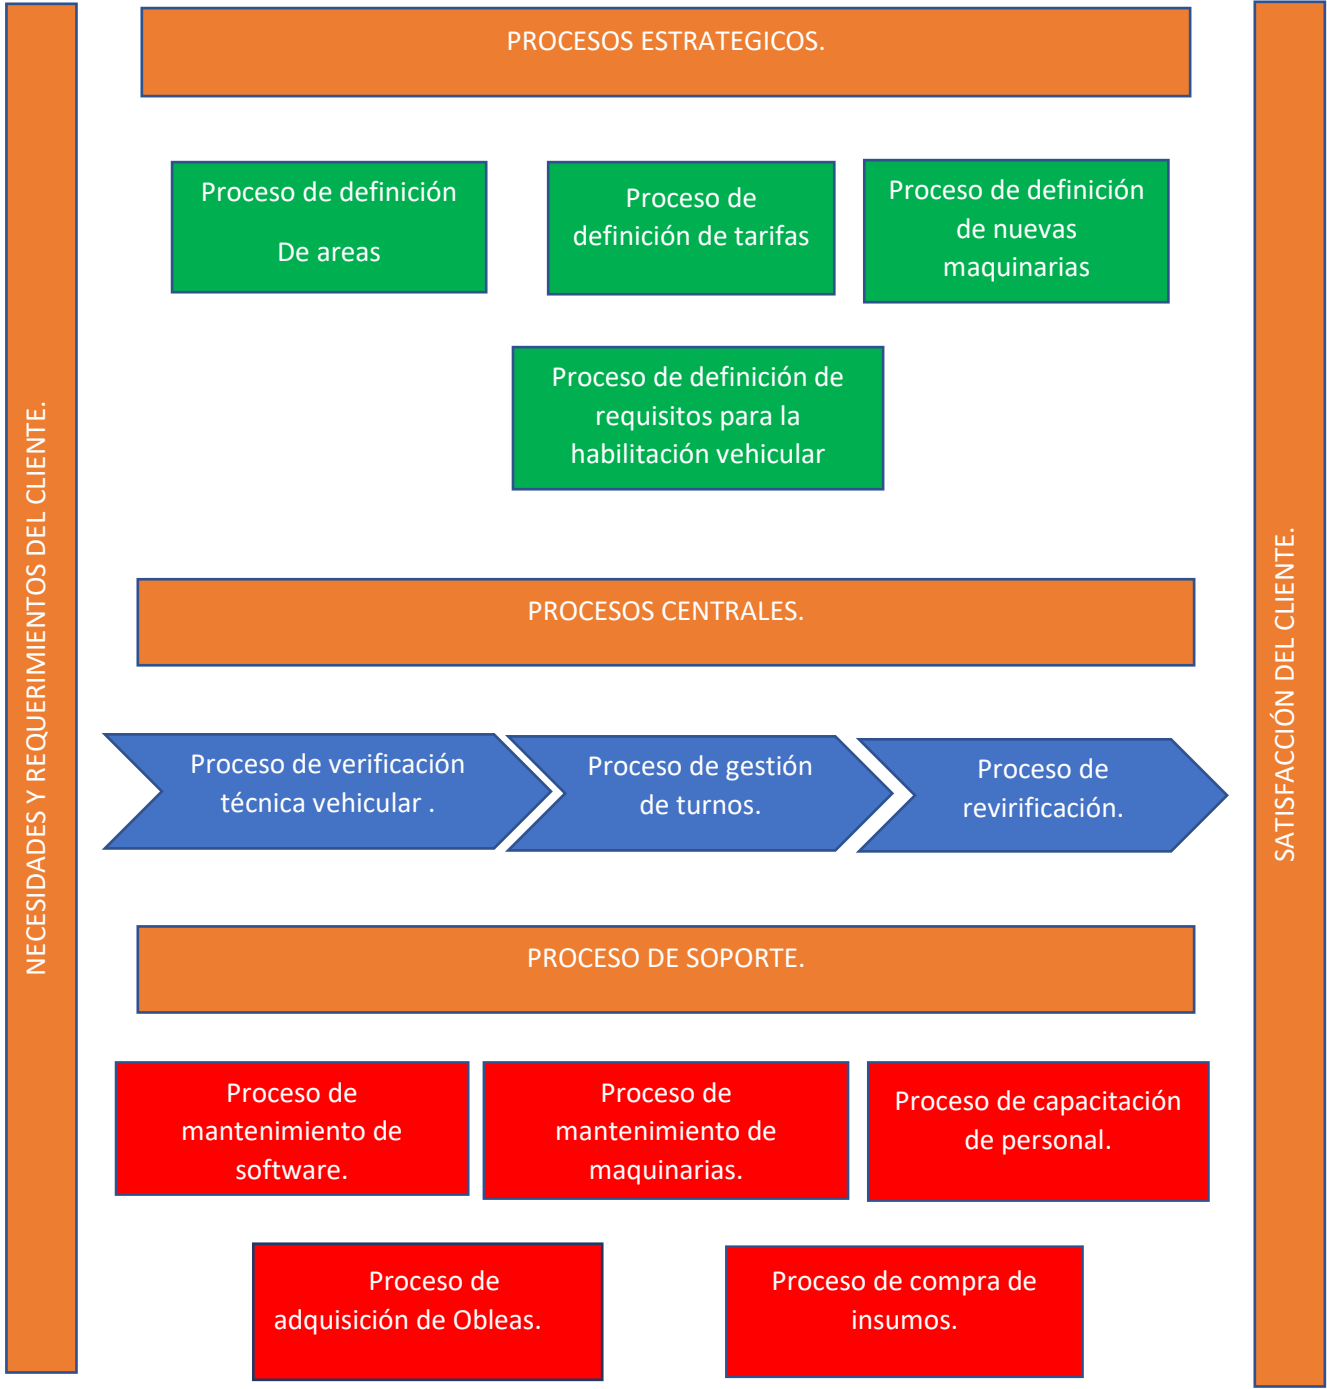 NECESIDADES Y REQUERIMIENTOS DEL CLIENTE.
PROCESOS ESTRATEGICOS.
Proceso de definición
De areas
Proceso de
definición de tarifas
Proceso de definición
de nuevas
maquinarias
Proceso de definición de
requisitos para la
habilitación vehicular
PROCESOS CENTRALES.
Proceso de verificación
técnica vehicular .
Proceso de gestión
de turnos.
Proceso de
revirificación.
PROCESO DE SOPORTE.
Proceso de
mantenimiento de
software.
Proceso de
mantenimiento de
maquinarias.
Proceso de capacitación
de personal.
Proceso de
adquisición de Obleas.
Proceso de compra de
insumos.
SATISFACCIÓN DEL CLIENTE.